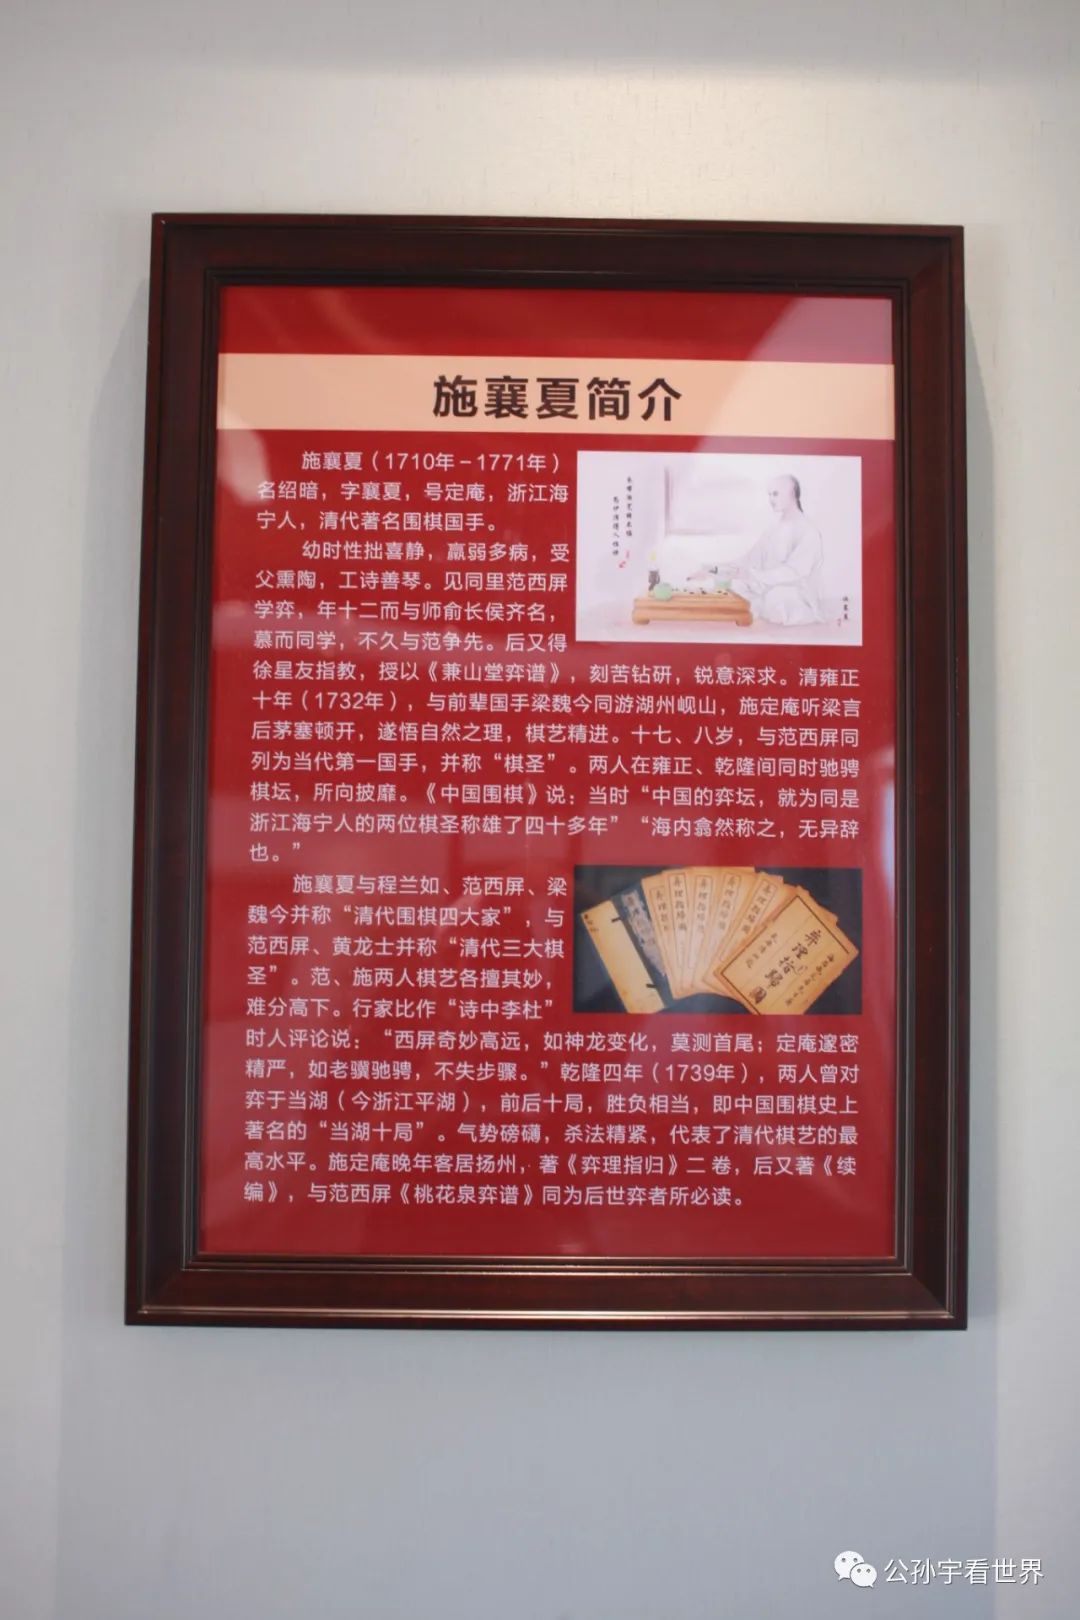 施襄夏简介
施襄夏（1710年－1771年）
名绍暗，字襄夏，号定庵，浙江海
宁人，清代著名围棋国手。
幼时性拙喜静，羸弱多病，受
父熏陶，工诗善琴。见同里范西屏
学弈，年十二而与师俞长侯齐名，
慕而同学，不久与范争先。后又得
徐星友指教，授以《兼山堂弈谱》，刻苦钻研，锐意深求。清雍正
十年（1732年），与前辈国手梁魏今同游湖州岘山，施定庵听梁言
后茅塞顿开，遂悟自然之理，棋艺精进。十七、八岁，与范西屏同
列为当代第一国手，并称“棋圣”。两人在雍正、乾隆间同时驰骋
棋坛，所向披靡。《中国围棋》说：当时“中国的弈坛，就为同是
浙江海宁人的两位棋圣称雄了四十多年”“海内翕然称之，无异辞
也。”
施襄夏与程兰如、范西屏、梁
魏今并称“清代围棋四大家”，与
范西屏、黄龙士并称“清代三大棋
圣”。范、施两人棋艺各擅其妙，
难分高下。行家比作“诗中李杜”
时人评论说：“西屏奇妙高远，如神龙变化，莫测首尾；定庵邃密
精严，如老骥驰骋，不失步骤。”乾隆四年（1739年），两人曾对
弈于当湖（今浙江平湖），前后十局，胜负相当，即中国围棋史上
著名的“当湖十局”。气势磅礴，杀法精紧，代表了清代棋艺的最
高水平。施定庵晚年客居扬州，著《弈理指归》二卷，后又著《续
编》，与范西屏《桃花泉弈谱》同为后世弈者所必读。
施襄夏
弈理指归图
公孙宇看世界